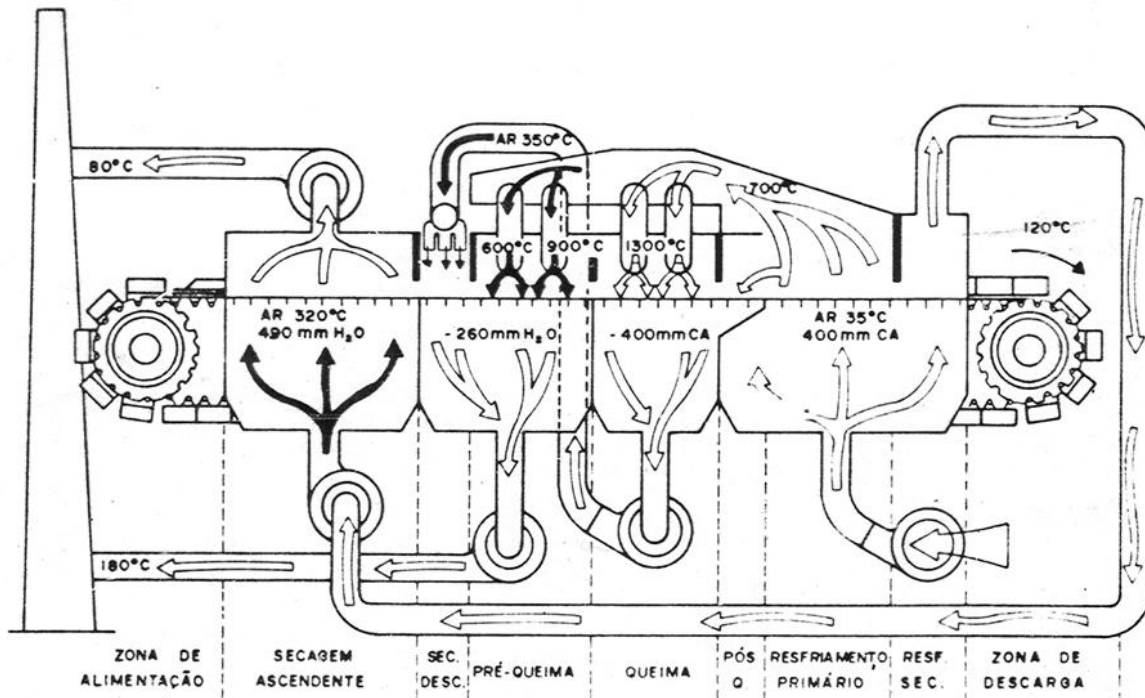 AR 350°C
80°C
700°C
600°C
900°C
1300°C
120°C
AR 320°C
490 mm H₂O
-260mm H₂O
-400mm CA
AR 35°C
400mm CA
180°C
ZONA DE
ALIMENTAÇÃO
SECAGEM
ASCENDENTE
SEC.
DESC.
PRÉ-QUEIMA
QUEIMA
PÓS
Q.
RESFRIAMENTO
PRIMÁRIO
RESF.
SEC.
ZONA DE
DESCARGA